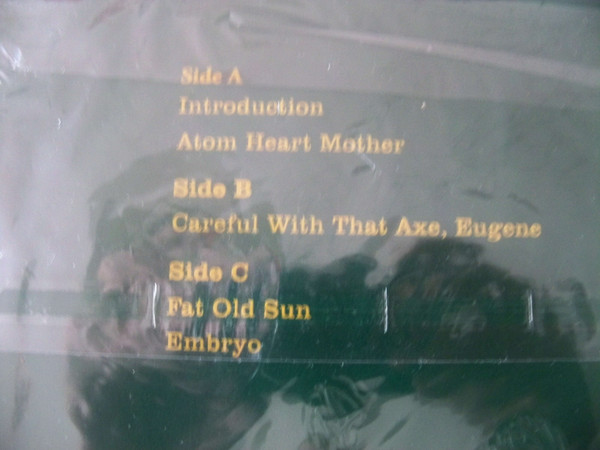 Side A
Introduction
Atom Heart Mother
Side B
Careful With That Axe, Eugene
Side C
Fat Old Sun
Embryo